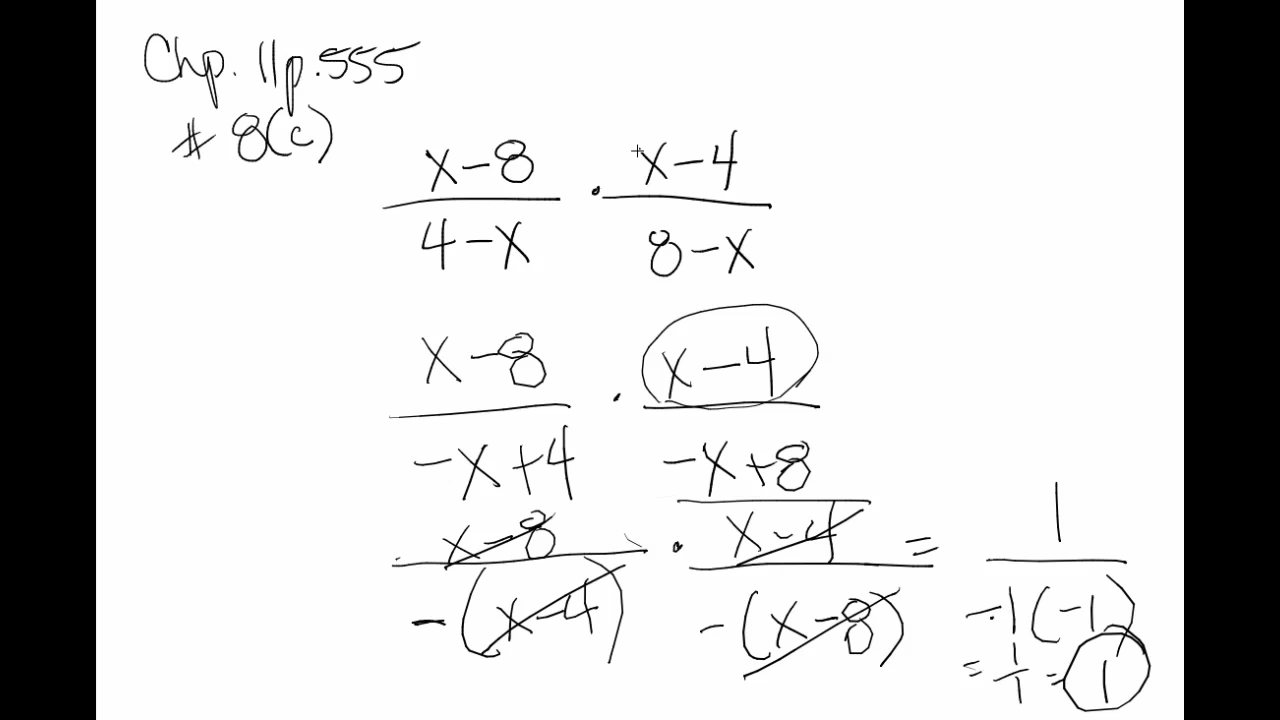 Chp. 11 p. 555
# 8(c)
x-8 · x-4
4-x 8-x
x-8 · x-4
-x+4 -x+8
x-8 · x-4 = 1
-(x-4) -(x-8) -1(-1)
= 1/1 = 1